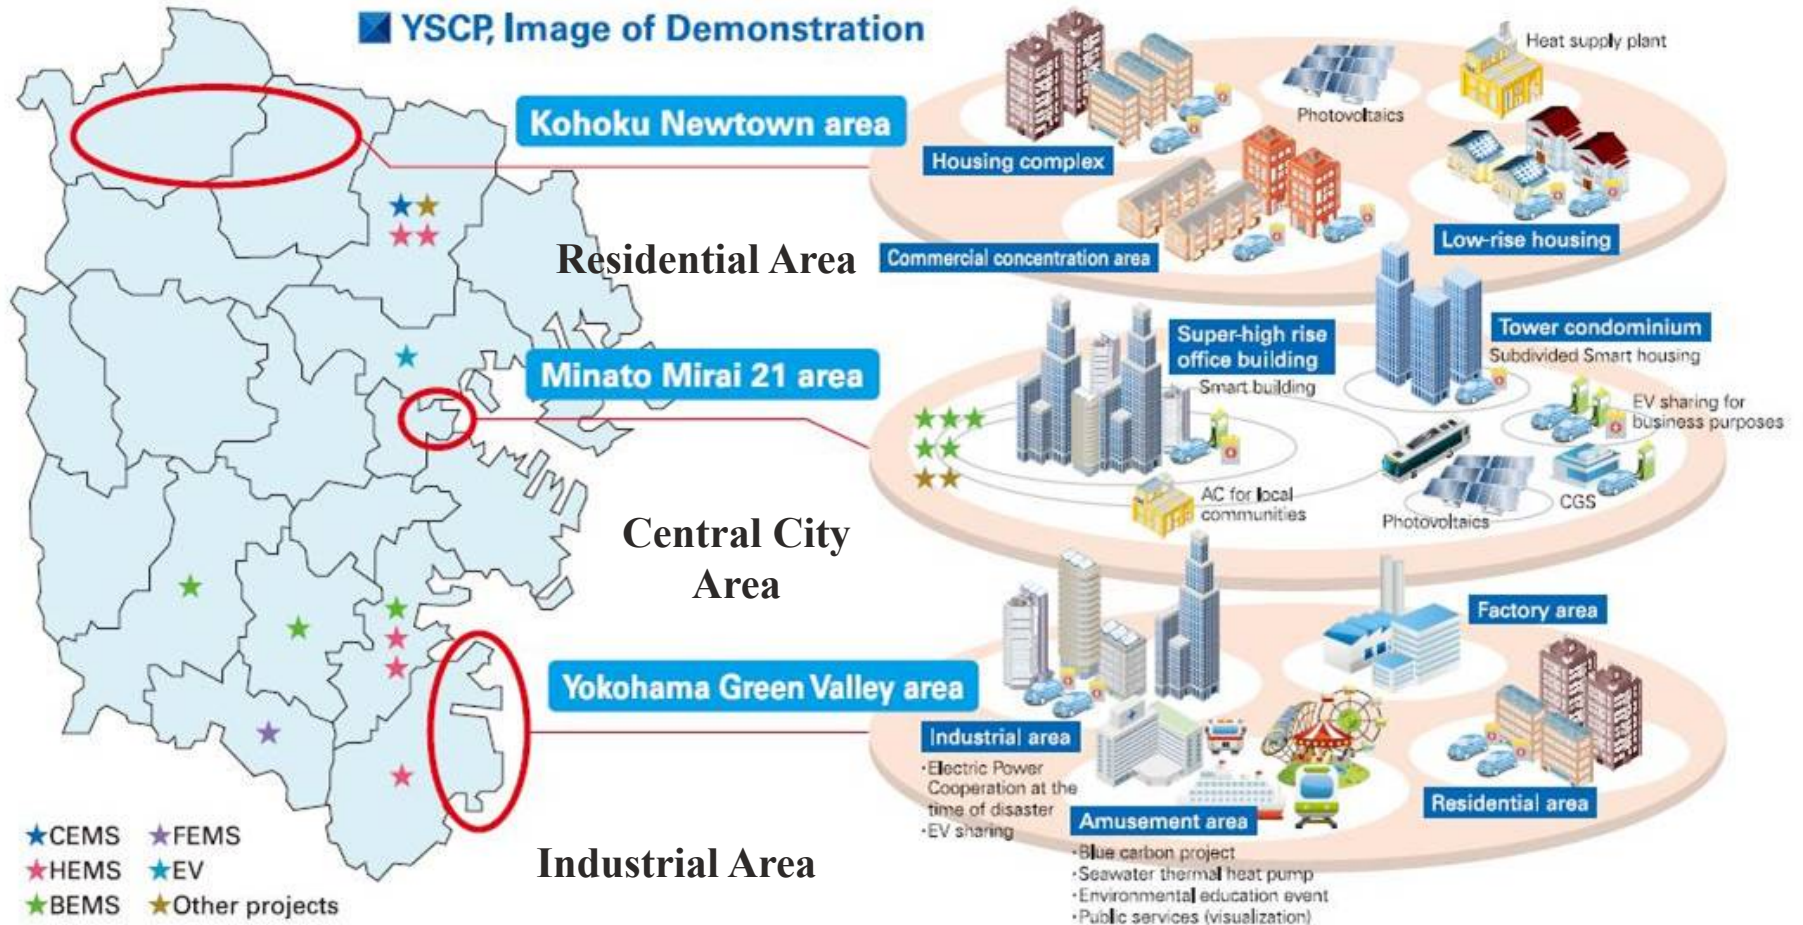 YSCP, Image of Demonstration
Kohoku Newtown area
Residential Area
Housing complex
Photovoltaics
Heat supply plant
Commercial concentration area
Low-rise housing
Minato Mirai 21 area
Central City
Area
Super-high rise
office building
Smart building
Tower condominium
Subdivided Smart housing
EV sharing for
business purposes
AC for local
communities
Photovoltaics
CGS
Yokohama Green Valley area
Industrial Area
Industrial area
・Electric Power
Cooperation at the
time of disaster
・EV sharing
Amusement area
・Blue carbon project
・Seawater thermal heat pump
・Environmental education event
・Public services (visualization)
Factory area
Residential area
★CEMS ★FEMS
★HEMS ★EV
★BEMS ★Other projects